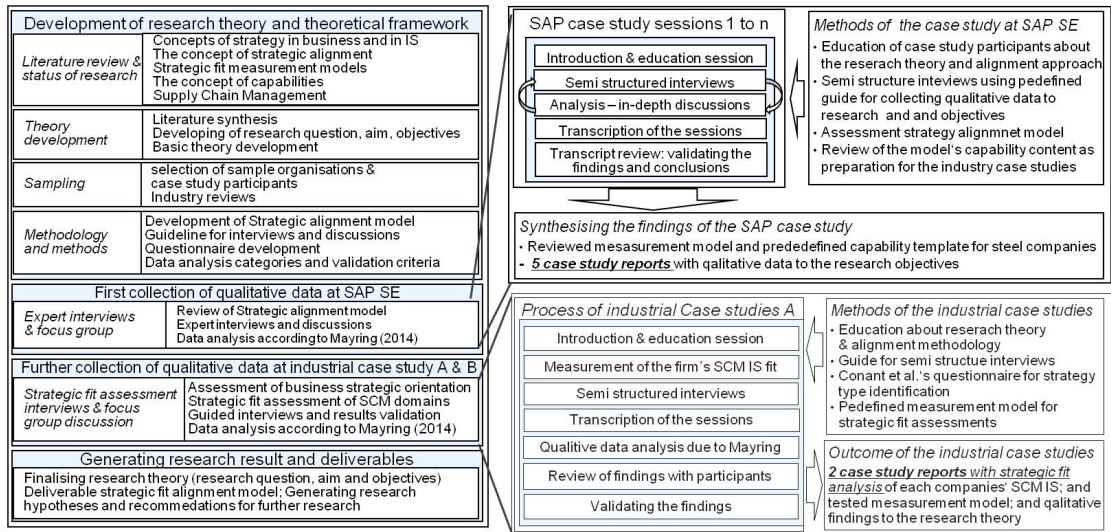 Development of research theory and theoretical framework
Literature review &
status of research
Concepts of strategy in business and in IS
The concept of strategic alignment
Strategic fit measurement models
The concept of capabilities
Supply Chain Management
Theory
development
Literature synthesis
Developing of research question, aim, objectives
Basic theory development
Sampling
selection of sample organisations &
case study participants
Industry reviews
Methodology
and methods
Development of Strategic alignment model
Guideline for interviews and discussions
Questionnaire development
Data analysis categories and validation criteria
First collection of qualitative data at SAP SE
Expert interviews
& focus group
Review of Strategic alignment model
Expert interviews and discussions
Data analysis according to Mayring (2014)
Further collection of qualitative data at industrial case study A & B
Strategic fit assessment
interviews & focus
group discussion
Assessment of business strategic orientation
Strategic fit assessment of SCM domains
Guided interviews and results validation
Data analysis according to Mayring (2014)
Generating research result and deliverables
Finalising research theory (research question, aim and objectives)
Deliverable strategic fit alignment model; Generating research
hypotheses and recommendations for further research
SAP case study sessions 1 to n
Introduction & education session
Semi structured interviews
Analysis – in-depth discussions
Transcription of the sessions
Transcript review: validating the
findings and conclusions
Methods of the case study at SAP SE
• Education of case study participants about
the reserach theory and alignment approach
• Semi structure inteviews using pedefined
guide for collecting qualitative data to
research and and objectives
• Assessment strategy alignmnet model
• Review of the model's capability content as
preparation for the industry case studies
Synthesising the findings of the SAP case study
• Reviewed mesasurement model and prededefined capability template for steel companies
- 5 case study reports with qalitative data to the research objectives
Process of industrial Case studies A
Introduction & education session
Measurement of the firm's SCM IS fit
Semi structured interviews
Transcription of the sessions
Qualitive data analysis due to Mayring
Review of findings with participants
Validating the findings
Methods of the industrial case studies
• Education about reserach theory
& alignment methodology
• Guide for semi structue interviews
• Conant et al.'s questionnaire for strategy
type identification
• Pedefined measurement model for
strategic fit assessments
Outcome of the industrial case studies
2 case study reports with strategic fit
analysis of each companies' SCM IS; and
tested mesasurement model; and qalitative
findings to the research theory